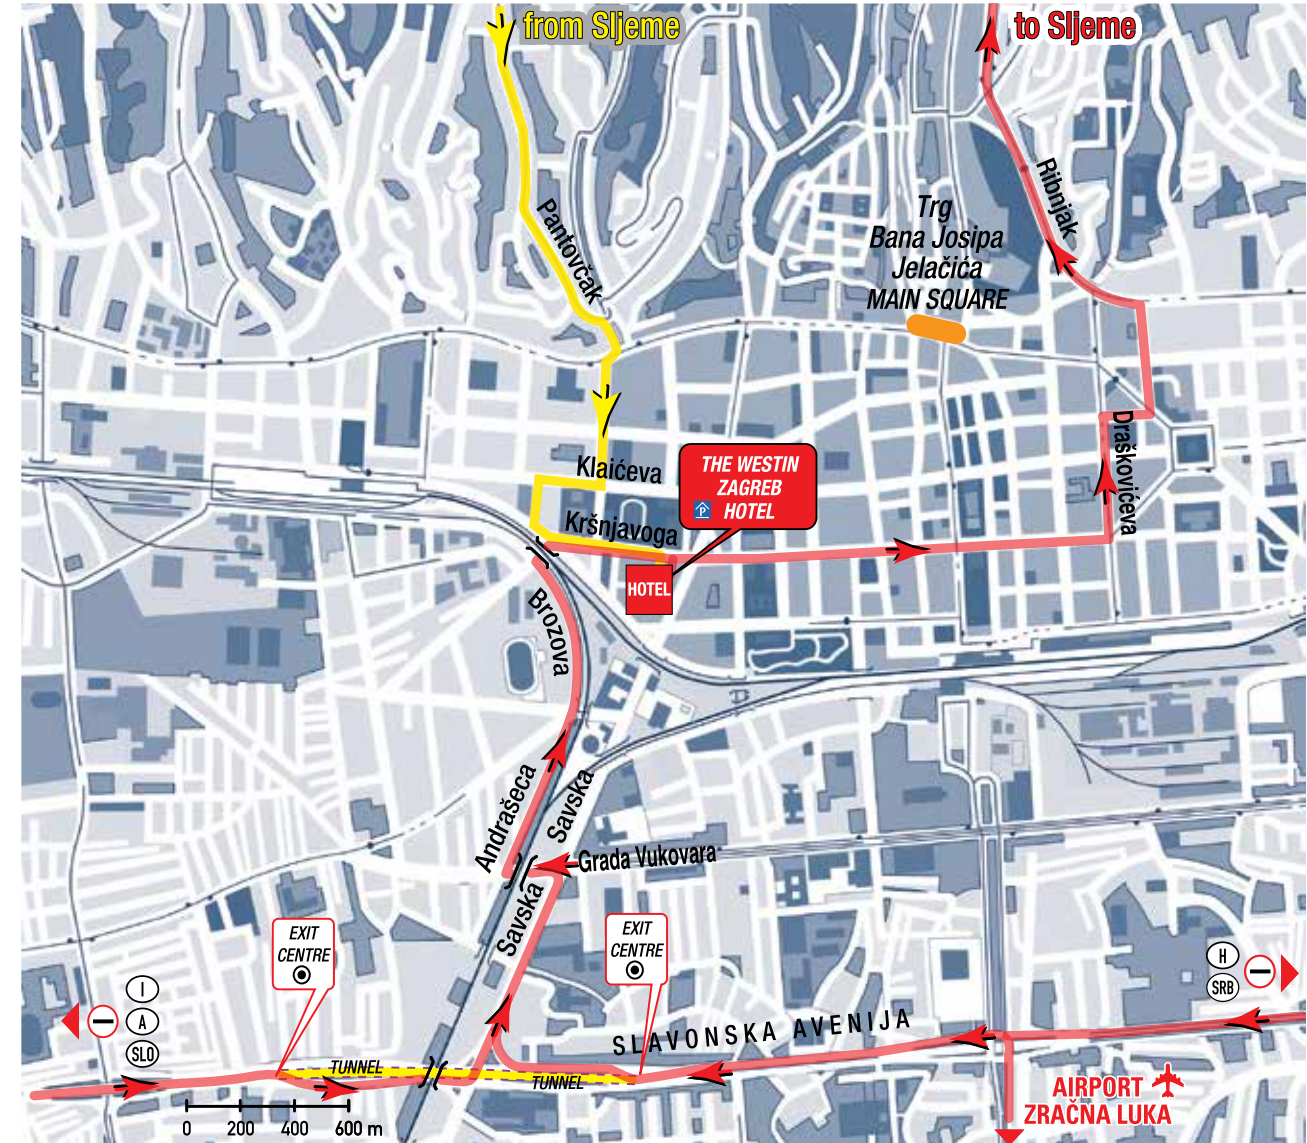 from Sljeme
to Sljeme
Pantovčak
Ribnjak
Trg
Bana Josipa
Jelačića
MAIN SQUARE
Draškovićeva
Klaićeva
THE WESTIN
ZAGREB
P HOTEL
Kršnjavoga
HOTEL
Brozova
Andrašeca
Savska
Grada Vukovara
Savska
EXIT
CENTRE
EXIT
CENTRE
I
A
SLO
H
SRB
SLAVONSKA AVENIJA
TUNNEL
TUNNEL
AIRPORT
ZRAČNA LUKA
0 200 400 600 m